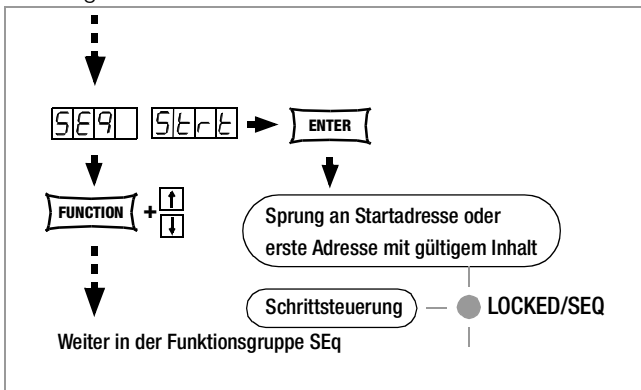 SEq Strt ENTER
FUNCTION +
Sprung an Startadresse oder
erste Adresse mit gültigem Inhalt
Schrittsteuerung LOCKED/SEQ
Weiter in der Funktionsgruppe SEq